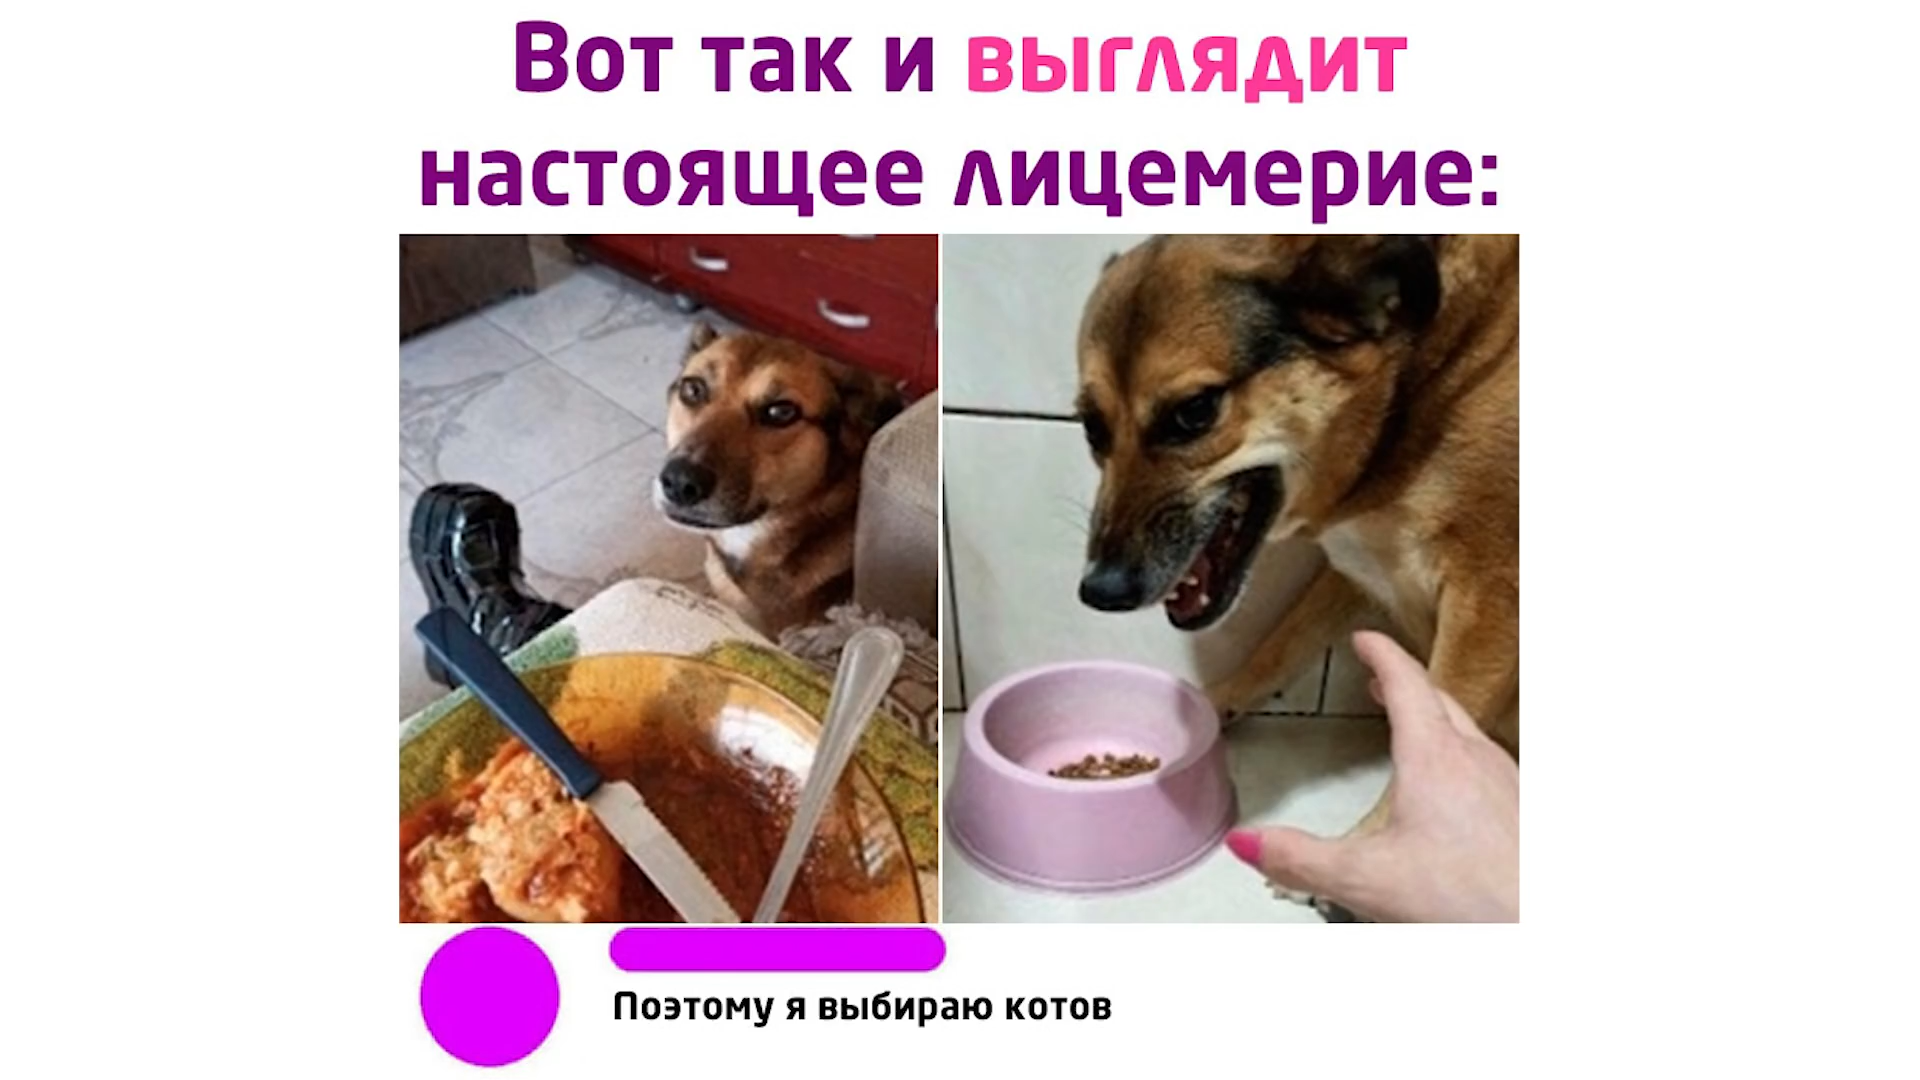 Вот так и выглядит
настоящее лицемерие:
Поэтому я выбираю котов